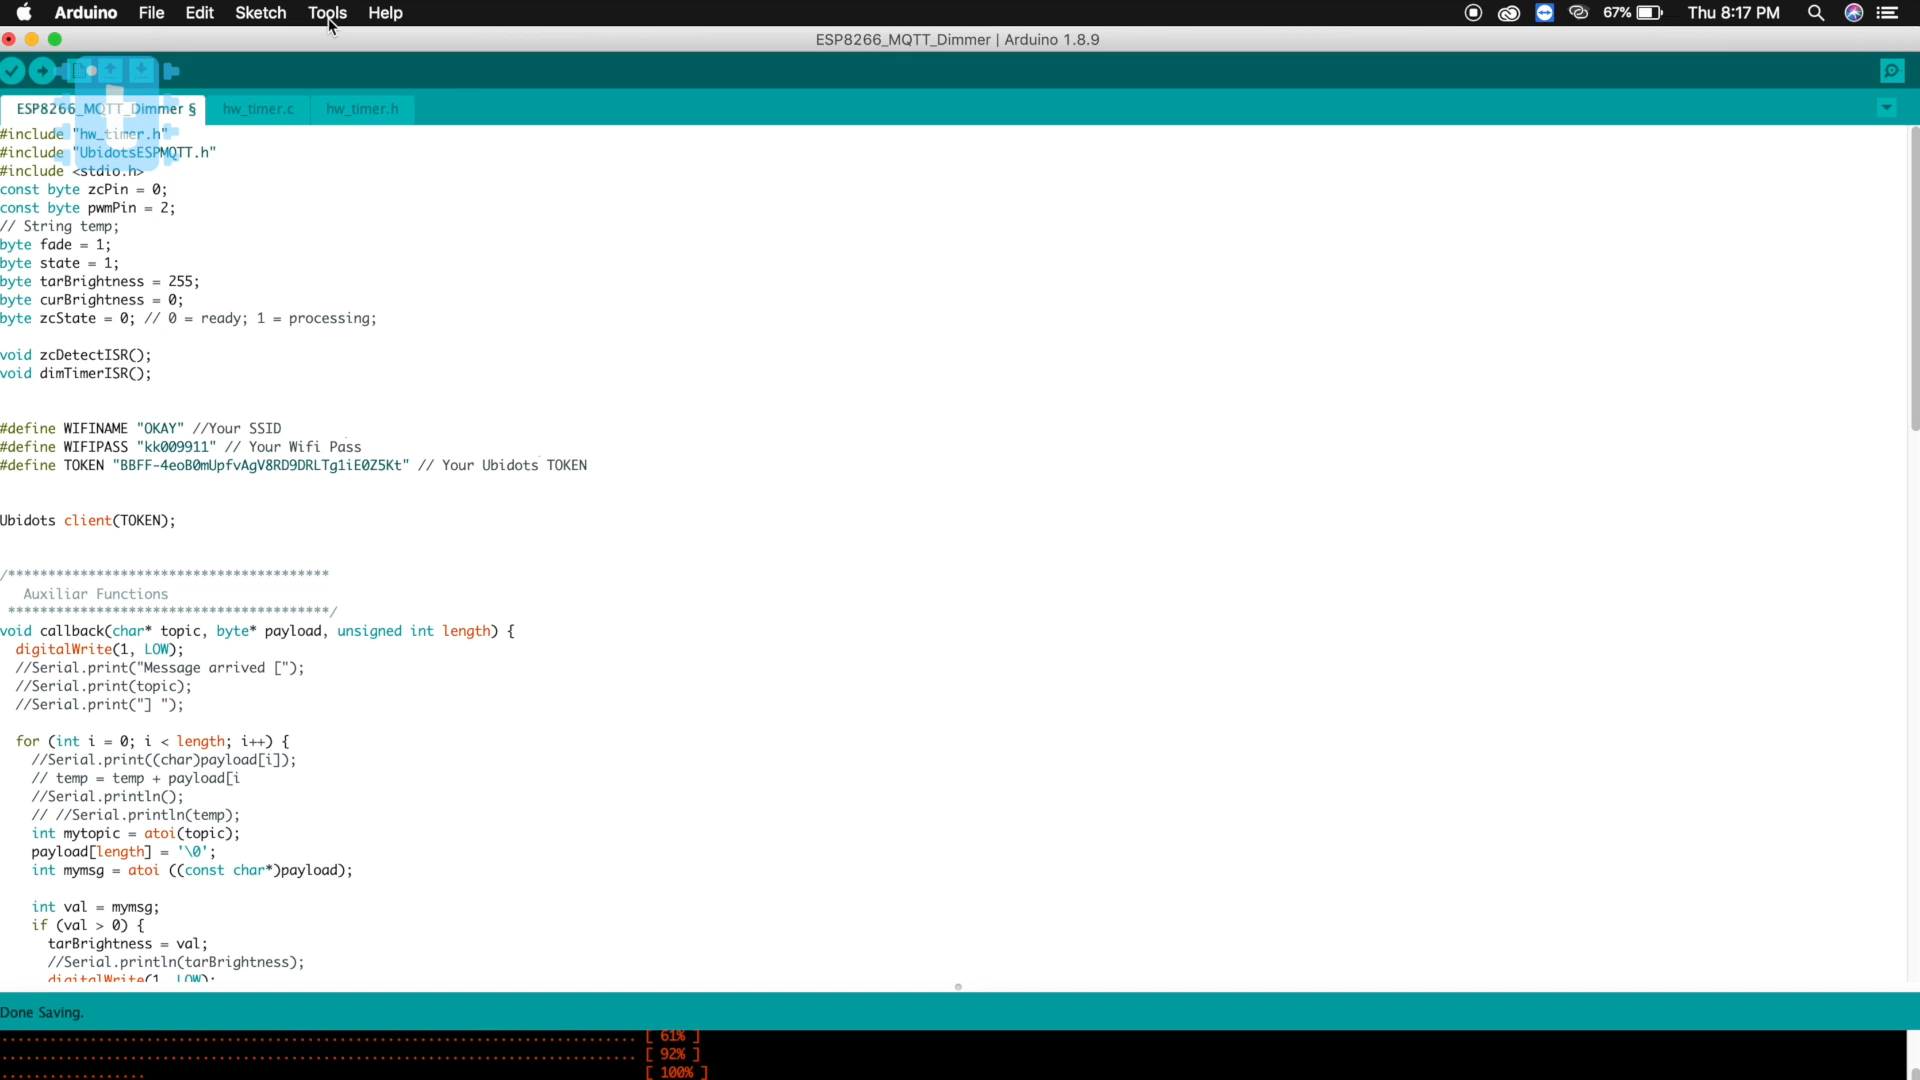 Arduino File Edit Sketch Tools Help 67% Thu 8:17 PM
ESP8266_MQTT_Dimmer | Arduino 1.8.9
ESP8266_MQTT_Dimmer § hw_timer.c hw_timer.h
#include "hw_timer.h"
#include "UbidotsESPMQTT.h"
#include <stdio.h>
const byte zcPin = 0;
const byte pwmPin = 2;
// String temp;
byte fade = 1;
byte state = 1;
byte tarBrightness = 255;
byte curBrightness = 0;
byte zcState = 0; // 0 = ready; 1 = processing;
void zcDetectISR();
void dimTimerISR();
#define WIFINAME "OKAY" //Your SSID
#define WIFIPASS "kk009911" // Your Wifi Pass
#define TOKEN "BBFF-4eoB0mUpfvAgV8RD9DRLTg1iE0Z5Kt" // Your Ubidots TOKEN
Ubidots client(TOKEN);
/****************************************
Auxiliar Functions
****************************************/
void callback(char* topic, byte* payload, unsigned int length) {
digitalWrite(1, LOW);
//Serial.print("Message arrived [");
//Serial.print(topic);
//Serial.print("] ");
for (int i = 0; i < length; i++) {
//Serial.print((char)payload[i]);
// temp = temp + payload[i
//Serial.println();
// //Serial.println(temp);
int mytopic = atoi(topic);
payload[length] = '\0';
int mymsg = atoi ((const char*)payload);
int val = mymsg;
if (val > 0) {
tarBrightness = val;
//Serial.println(tarBrightness);
digitalWrite(1, LOW);
Done Saving.
................................................................................ [ 61% ]
................................................................................ [ 92% ]
.................. [ 100% ]